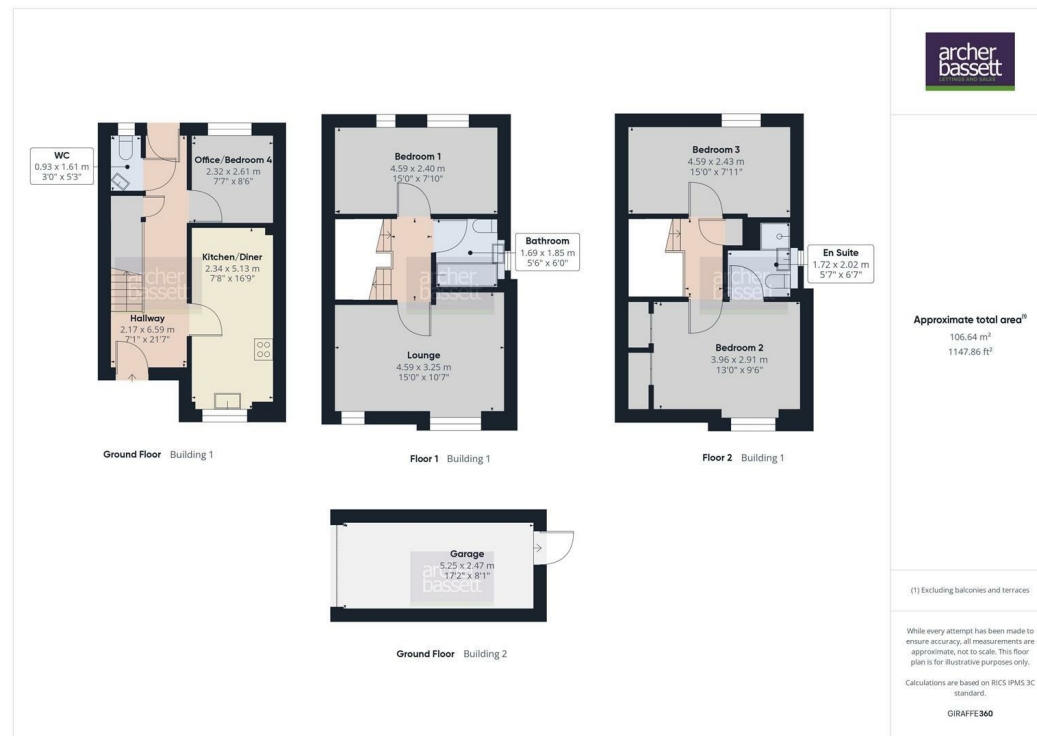 WC
0.93 x 1.61 m
3'0" x 5'3"
Office/Bedroom 4
2.32 x 2.61 m
7'7" x 8'6"
Kitchen/Diner
2.34 x 5.13 m
7'8" x 16'9"
Hallway
2.17 x 6.59 m
7'1" x 21'7"
archer
bassett
Ground Floor Building 1
Bedroom 1
4.59 x 2.40 m
15'0" x 7'10"
Bathroom
1.69 x 1.85 m
5'6" x 6'0"
archer
bassett
Lounge
4.59 x 3.25 m
15'0" x 10'7"
Floor 1 Building 1
Bedroom 3
4.59 x 2.43 m
15'0" x 7'11"
En Suite
1.72 x 2.02 m
5'7" x 6'7"
archer
bassett
Bedroom 2
3.96 x 2.91 m
13'0" x 9'6"
Floor 2 Building 1
Garage
5.25 x 2.47 m
17'2" x 8'1"
archer
bassett
Ground Floor Building 2
archer
bassett
LETTINGS AND SALES
Approximate total area(1)
106.64 m²
1147.86 ft²
(1) Excluding balconies and terraces
While every attempt has been made to
ensure accuracy, all measurements are
approximate, not to scale. This floor
plan is for illustrative purposes only.
Calculations are based on RICS IPMS 3C
standard.
GIRAFFE360